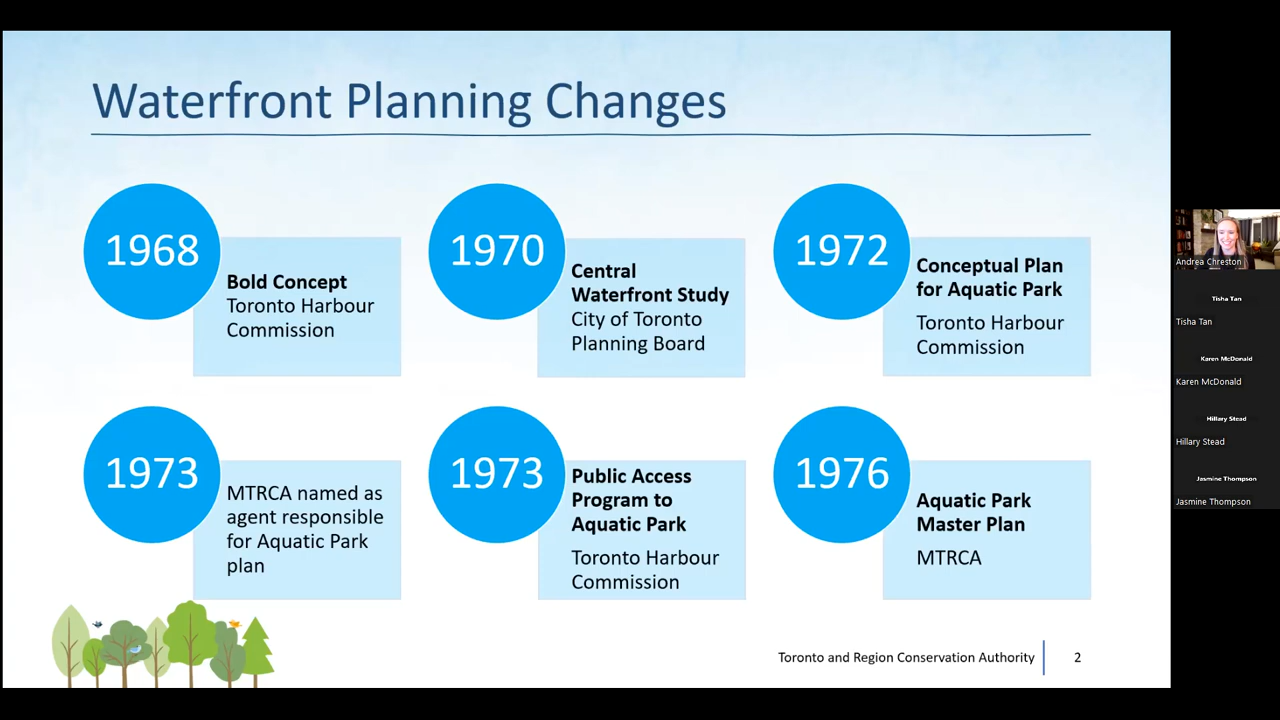 Waterfront Planning Changes
1968
Bold Concept
Toronto Harbour
Commission
1970
Central
Waterfront Study
City of Toronto
Planning Board
1972
Conceptual Plan
for Aquatic Park
Toronto Harbour
Commission
1973
MTRCA named as
agent responsible
for Aquatic Park
plan
1973
Public Access
Program to
Aquatic Park
Toronto Harbour
Commission
1976
Aquatic Park
Master Plan
MTRCA
Toronto and Region Conservation Authority
2
Andrea Chreston
Tisha Tan
Tisha Tan
Karen McDonald
Karen McDonald
Hillary Stead
Hillary Stead
Jasmine Thompson
Jasmine Thompson